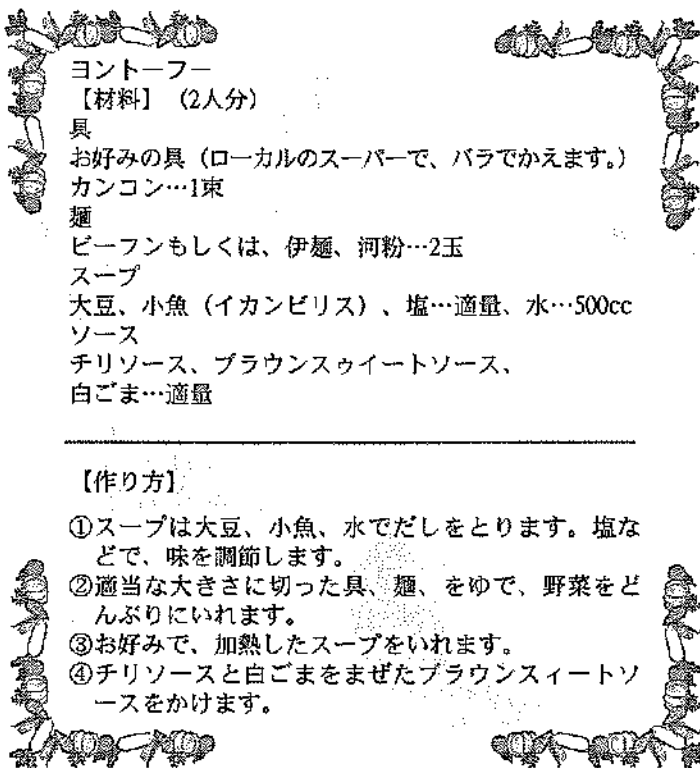 ヨントーフー
【材料】（2人分）
具
お好みの具（ローカルのスーパーで、バラでかえます。）
カンコン…1束
麺
ビーフンもしくは、伊麺、河粉…2玉
スープ
大豆、小魚（イカンビリス）、塩…適量、水…500cc
ソース
チリソース、ブラウンスゥイートソース、
白ごま…適量
【作り方】
①スープは大豆、小魚、水でだしをとります。塩な
どで、味を調節します。
②適当な大きさに切った具、麺、をゆで、野菜をど
んぶりにいれます。
③お好みで、加熱したスープをいれます。
④チリソースと白ごまをまぜたブラウンスィートソ
ースをかけます。